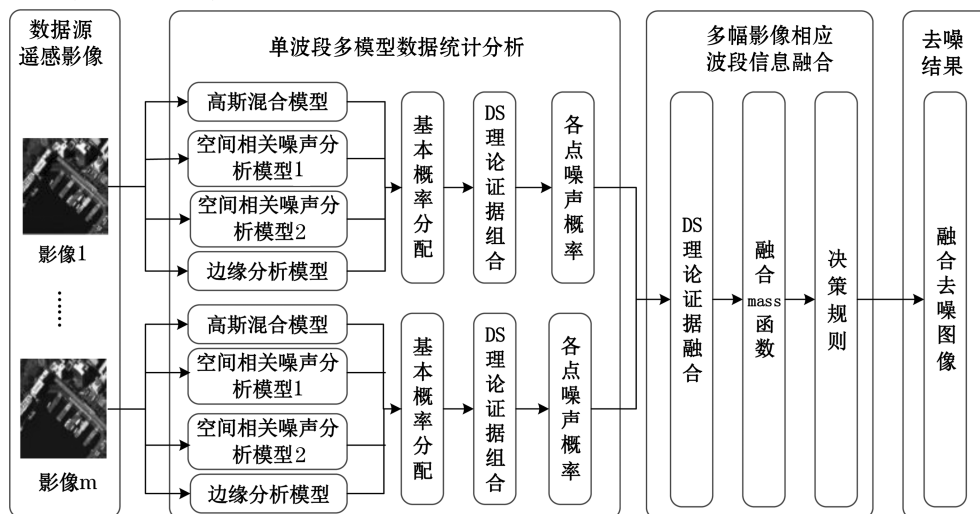 数据源
遥感影像
影像1
……
影像m
单波段多模型数据统计分析
高斯混合模型
空间相关噪声分
析模型1
空间相关噪声分
析模型2
边缘分析模型
基本概率分配
DS理论证据组合
各点噪声概率
高斯混合模型
空间相关噪声分
析模型1
空间相关噪声分
析模型2
边缘分析模型
基本概率分配
DS理论证据组合
各点噪声概率
多幅影像相应
波段信息融合
DS理论证据融合
融合mass函数
决策规则
去噪
结果
融合去噪图像